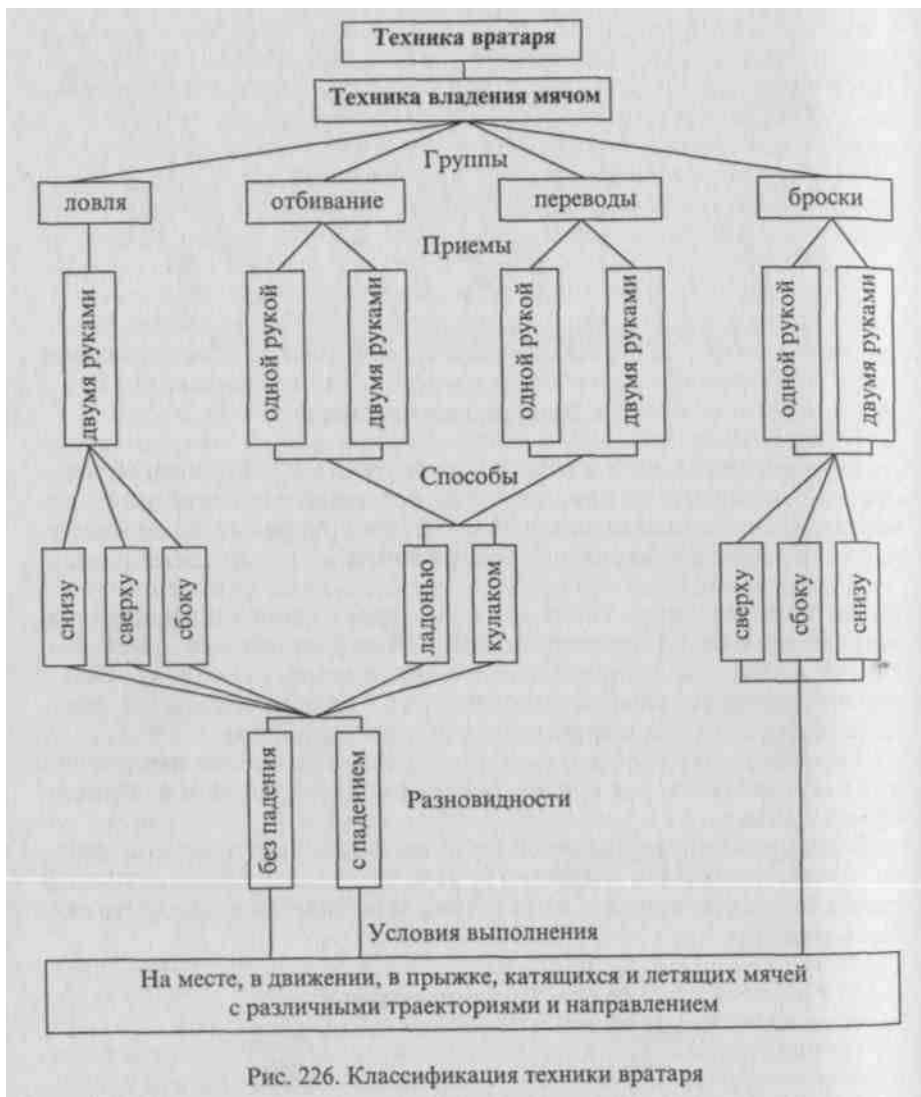 Техника вратаря
Техника владения мячом
Группы
ловля
отбивание
переводы
броски
Приемы
двумя руками
одной рукой
двумя руками
одной рукой
двумя руками
одной рукой
двумя руками
Способы
снизу
сверху
сбоку
ладонью
кулаком
сверху
сбоку
снизу
без падения
с падением
Разновидности
Условия выполнения
На месте, в движении, в прыжке, катящихся и летящих мячей
с различными траекториями и направлением
Рис. 226. Классификация техники вратаря